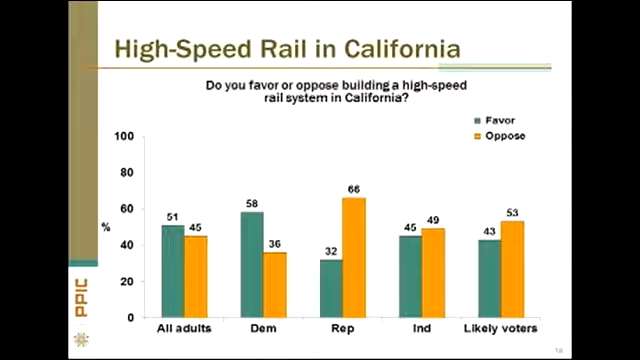 High-Speed Rail in California
Do you favor or oppose building a high-speed
rail system in California?
Favor
Oppose
100
80
60
40
20
0
%
51
45
58
36
32
66
45
49
43
53
All adults
Dem
Rep
Ind
Likely voters
PPIC